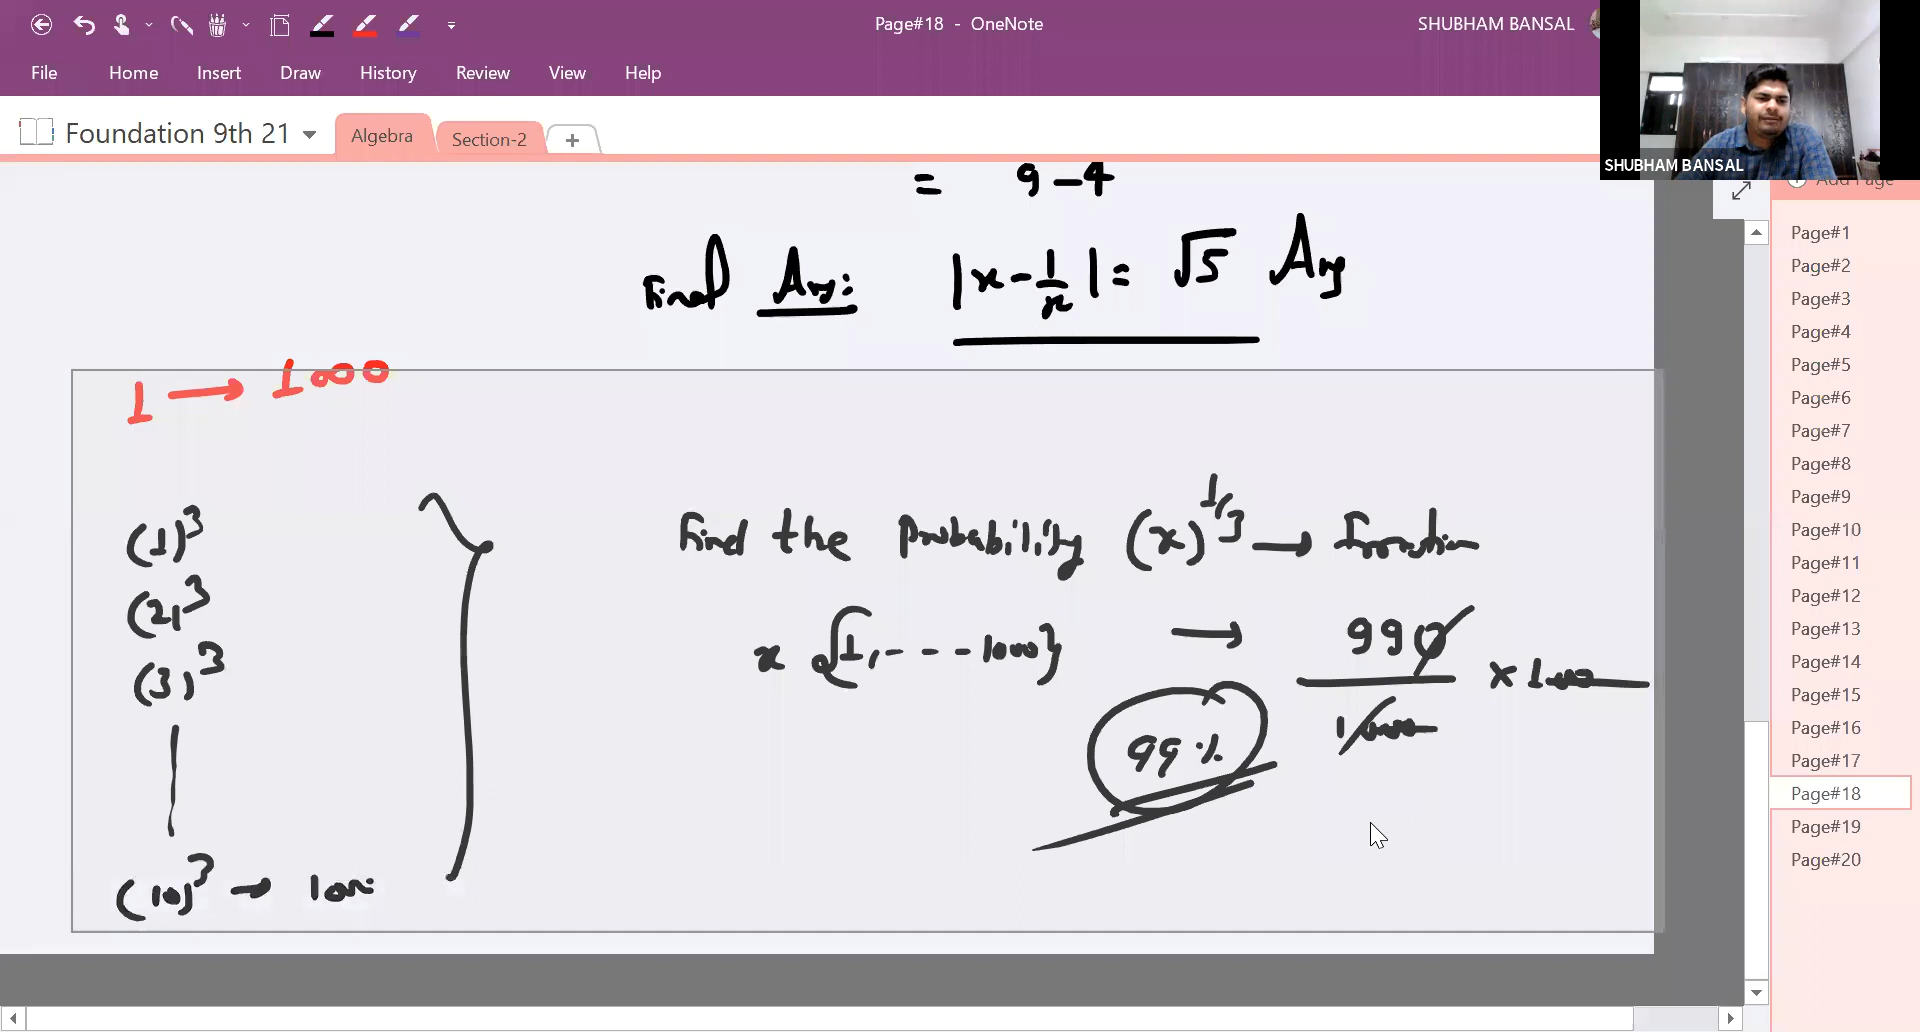 Page#18 - OneNote
SHUBHAM BANSAL
File Home Insert Draw History Review View Help
SHUBHAM BANSAL
Foundation 9th 21
Algebra
Section-2
+
Add Page
Page#1
Page#2
Page#3
Page#4
Page#5
Page#6
Page#7
Page#8
Page#9
Page#10
Page#11
Page#12
Page#13
Page#14
Page#15
Page#16
Page#17
Page#18
Page#19
Page#20
= 9-4
Final Ans: |x-1/x| = √5 Ans
1 → 1000
(1)³
(2)³
(3)³
(10)³ → 1000
Find the Probability (x)^1/3 →
x {1,----1000} → 990/1000 × 100
99%